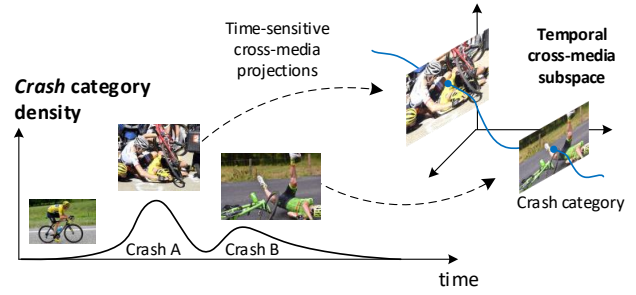 Time-sensitive
cross-media
projections
Temporal
cross-media
subspace
Crash category
density
Crash category
Crash A
Crash B
time